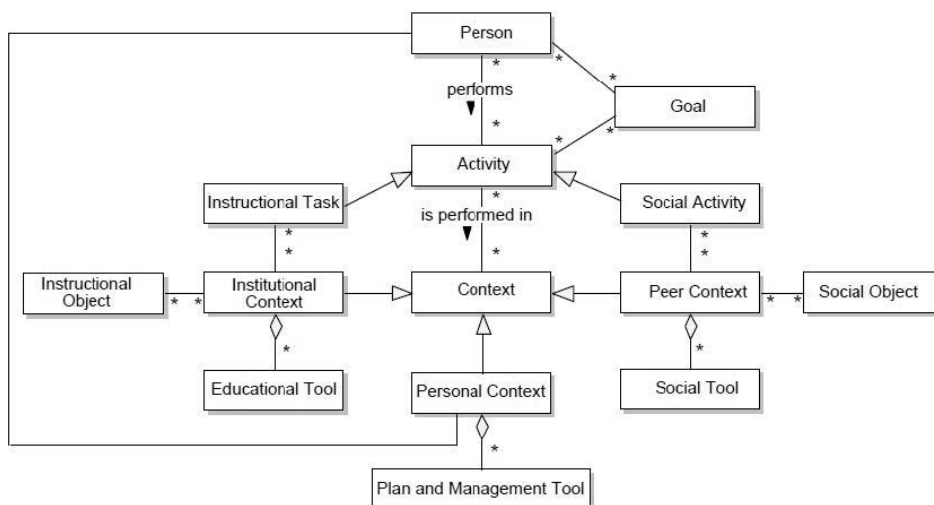 Person
*
*
performs
*
Goal
*
*
*
*
Activity
*
Instructional Task
is performed in
Social Activity
*
*
*
*
*
Instructional
Object
*
*
Institutional
Context
Context
Peer Context
*
*
Social Object
*
*
Educational Tool
Personal Context
Social Tool
*
Plan and Management Tool